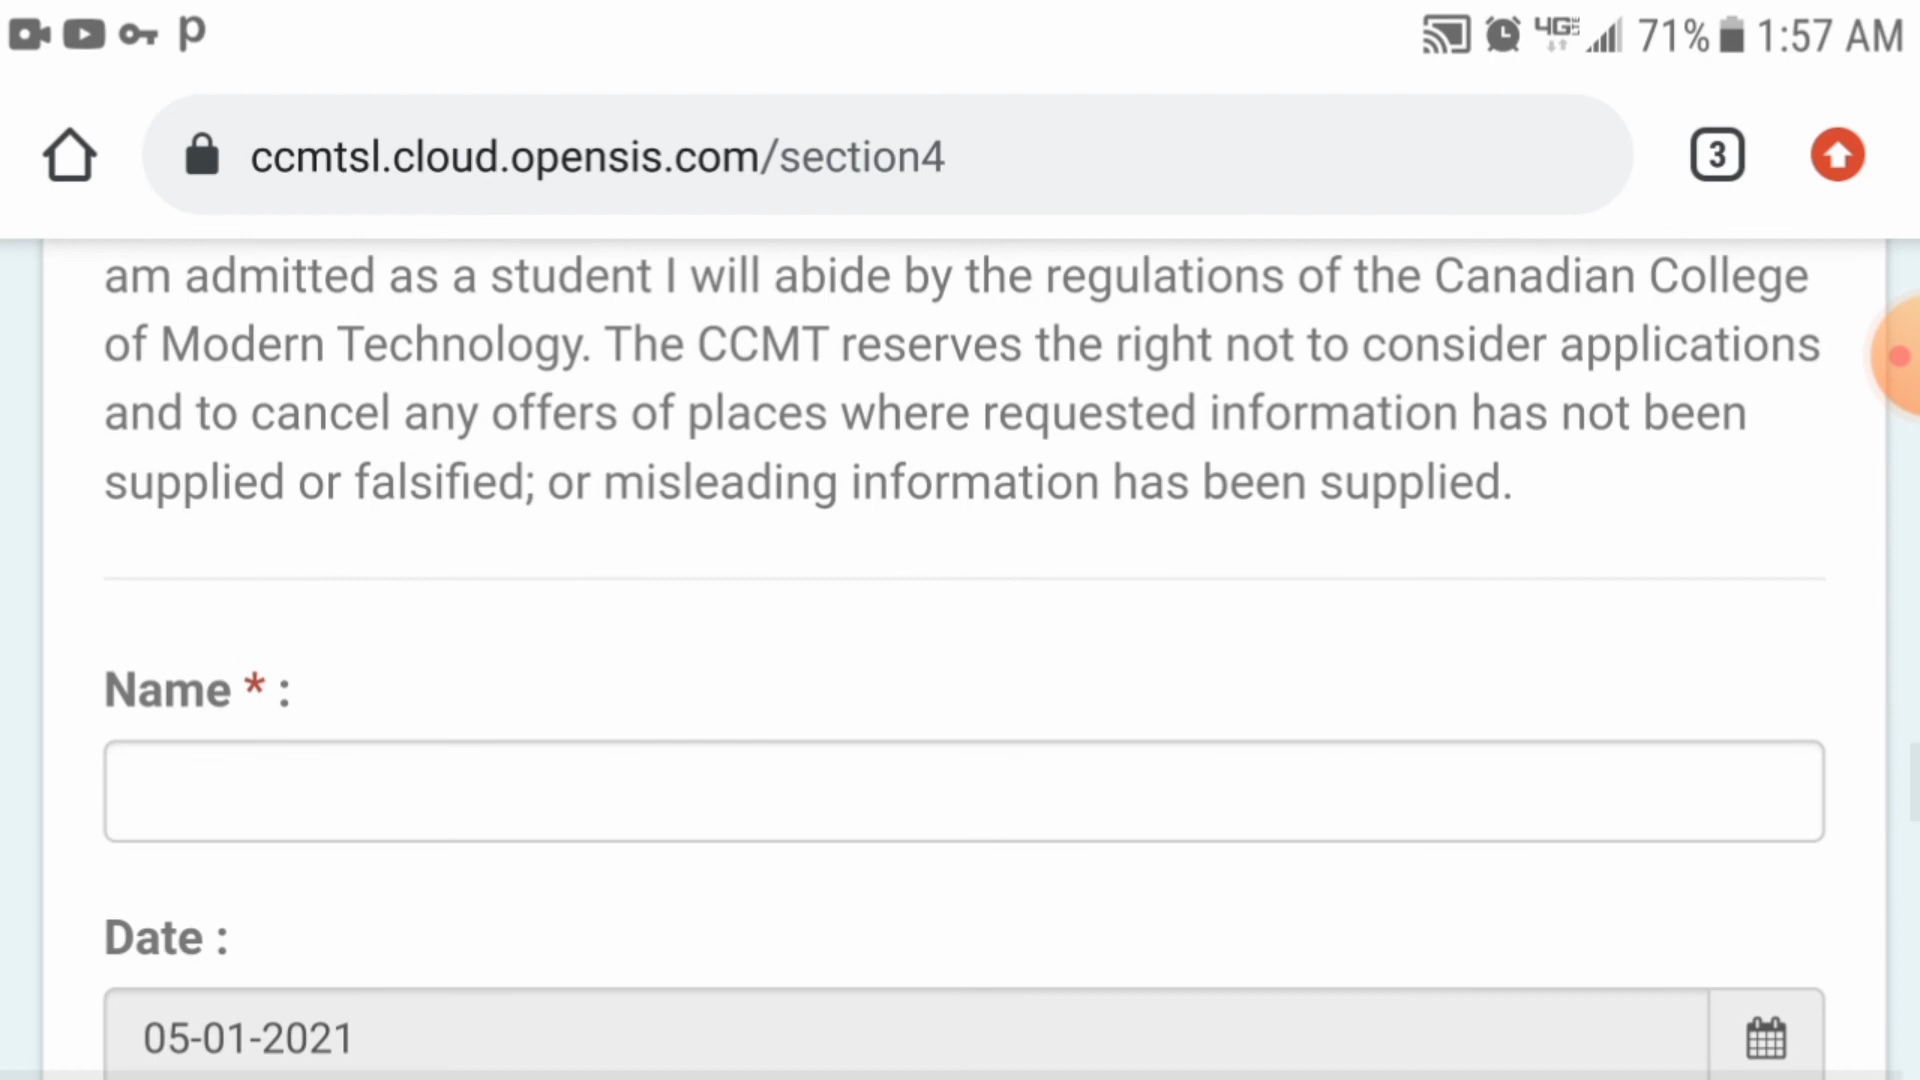 p 4G LTE 71% 1:57 AM
ccmtsl.cloud.opensis.com/section4 3
am admitted as a student I will abide by the regulations of the Canadian College
of Modern Technology. The CCMT reserves the right not to consider applications
and to cancel any offers of places where requested information has not been
supplied or falsified; or misleading information has been supplied.
Name * :
Date :
05-01-2021